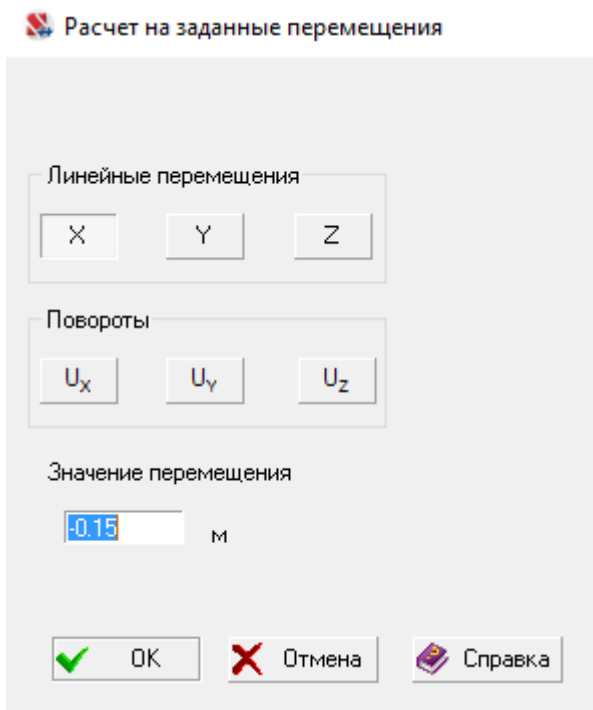 Расчет на заданные перемещения
Линейные перемещения
X Y Z
Повороты
UX UY UZ
Значение перемещения
-0.15 м
OK Отмена Справка